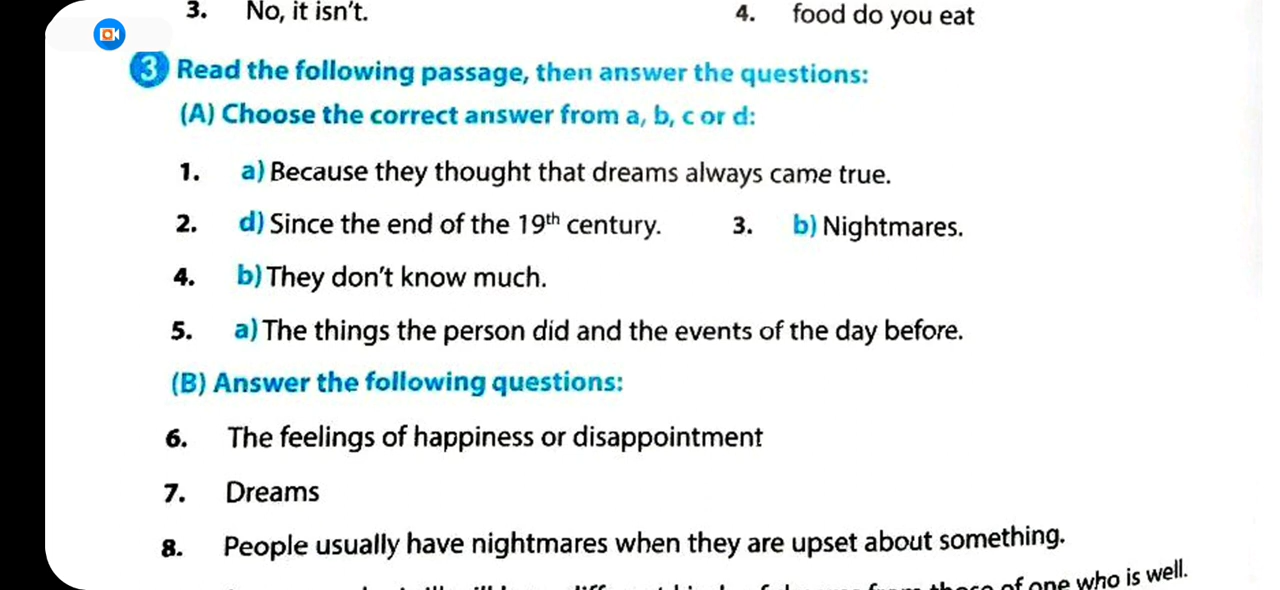 3. No, it isn't. 4. food do you eat
3 Read the following passage, then answer the questions:
(A) Choose the correct answer from a, b, c or d:
1. a) Because they thought that dreams always came true.
2. d) Since the end of the 19th century. 3. b) Nightmares.
4. b) They don't know much.
5. a) The things the person did and the events of the day before.
(B) Answer the following questions:
6. The feelings of happiness or disappointment
7. Dreams
8. People usually have nightmares when they are upset about something.
from those of one who is well.